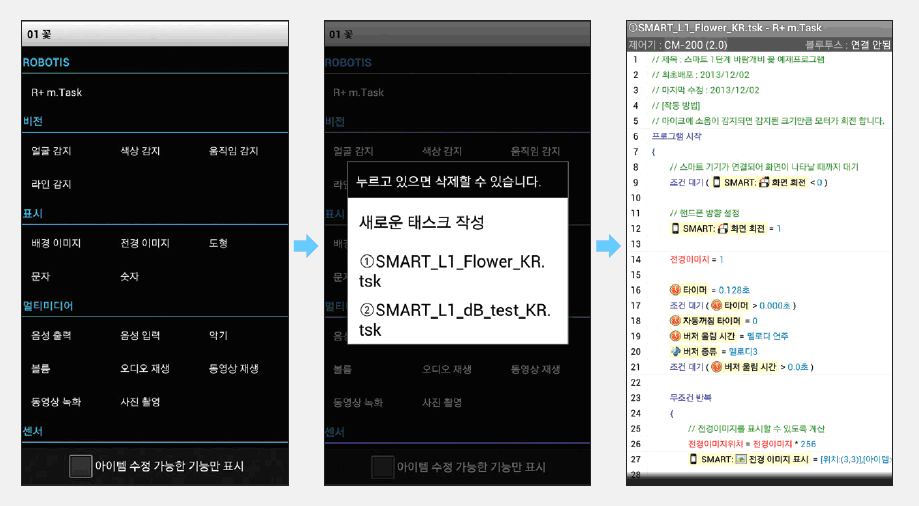 01 꽃
ROBOTIS
R+ m.Task
비전
얼굴 감지 색상 감지 움직임 감지
라인 감지
표시
배경 이미지 전경 이미지 도형
문자 숫자
멀티미디어
음성 출력 음성 입력 악기
볼륨 오디오 재생 동영상 재생
동영상 녹화 사진 촬영
센서
아이템 수정 가능한 기능만 표시
01 꽃
ROBOTIS
R+ m.Task
비전
얼굴 감지 색상 감지 움직임 감지
누르고 있으면 삭제할 수 있습니다.
새로운 태스크 작성
①SMART_L1_Flower_KR.
tsk
②SMART_L1_dB_test_KR.
tsk
볼륨 오디오 재생 동영상 재생
동영상 녹화 사진 촬영
센서
아이템 수정 가능한 기능만 표시
①SMART_L1_Flower_KR.tsk - R+ m.Task
제어기 : CM-200 (2.0) 블루투스 : 연결 안됨
1 // 제목 : 스마트 1단계 바람개비 꽃 예제프로그램
2 // 최초배포 : 2013/12/02
3 // 마지막 수정 : 2013/12/02
4 // [작동 방법]
5 // 마이크에 소음이 감지되면 감지된 크기만큼 모터가 회전 합니다.
6 프로그램 시작
7 {
8 // 스마트 기기가 연결되어 화면이 나타날 때까지 대기
9 조건 대기 ( SMART: 화면 회전 < 0 )
10
11 // 핸드폰 방향 설정
12 SMART: 화면 회전 = 1
13
14 전경이미지 = 1
15
16 타이머 = 0.128초
17 조건 대기 ( 타이머 > 0.000초 )
18 자동꺼짐 타이머 = 0
19 버저 울림 시간 = 멜로디 연주
20 버저 종류 = 멜로디3
21 조건 대기 ( 버저 울림 시간 > 0.0초 )
22
23 무조건 반복
24 {
25 // 전경이미지를 표시할 수 있도록 계산
26 전경이미지위치 = 전경이미지 * 256
27 SMART: 전경 이미지 표시 = [위치:(3,3)],[아이템:
28